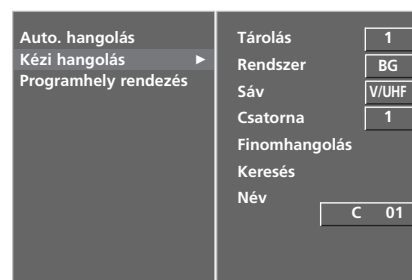 Auto. hangolás
Kézi hangolás ►
Programhely rendezés
Tárolás 1
Rendszer BG
Sáv V/UHF
Csatorna 1
Finomhangolás
Keresés
Név
C 01